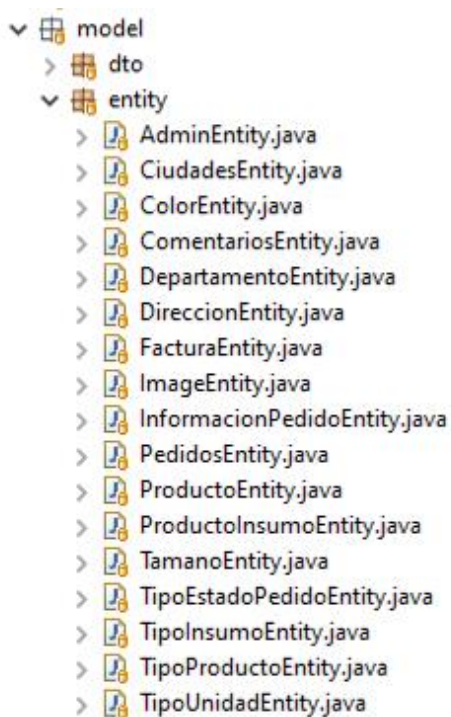 model
dto
entity
AdminEntity.java
CiudadesEntity.java
ColorEntity.java
ComentariosEntity.java
DepartamentoEntity.java
DireccionEntity.java
FacturaEntity.java
ImageEntity.java
InformacionPedidoEntity.java
PedidosEntity.java
ProductoEntity.java
ProductoInsumoEntity.java
TamanoEntity.java
TipoEstadoPedidoEntity.java
TipoInsumoEntity.java
TipoProductoEntity.java
TipoUnidadEntity.java